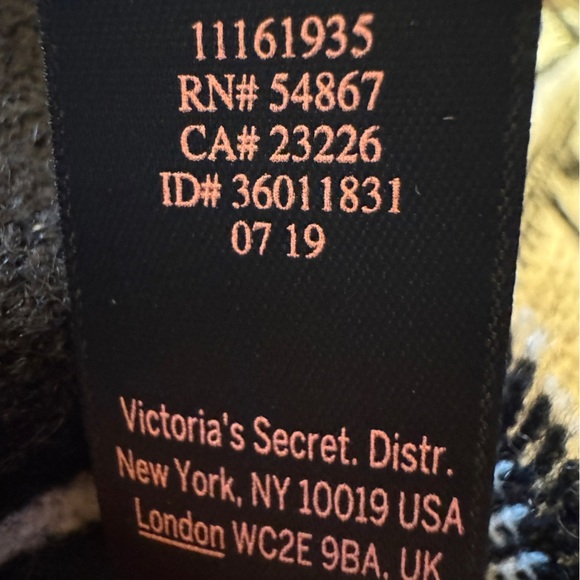 11161935
RN# 54867
CA# 23226
ID# 36011831
07 19
Victoria's Secret. Distr.
New York, NY 10019 USA
London WC2E 9BA, UK